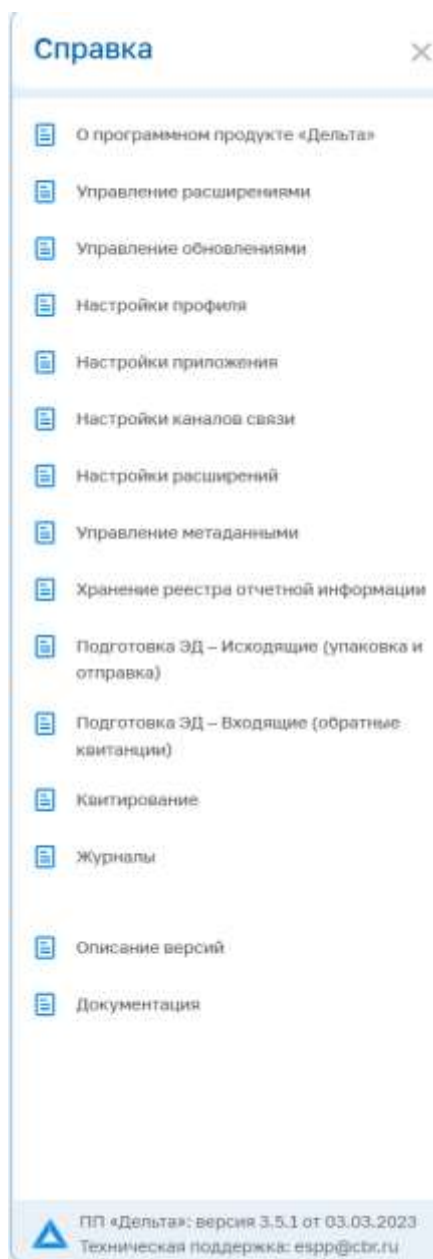 Справка
О программном продукте «Дельта»
Управление расширениями
Управление обновлениями
Настройки профиля
Настройки приложения
Настройки каналов связи
Настройки расширений
Управление метаданными
Хранение реестра отчетной информации
Подготовка ЭД – Исходящие (упаковка и
отправка)
Подготовка ЭД – Входящие (обратные
квитанции)
Квитирование
Журналы
Описание версий
Документация
ПП «Дельта»: версия 3.5.1 от 03.03.2023
Техническая поддержка: espp@cbr.ru